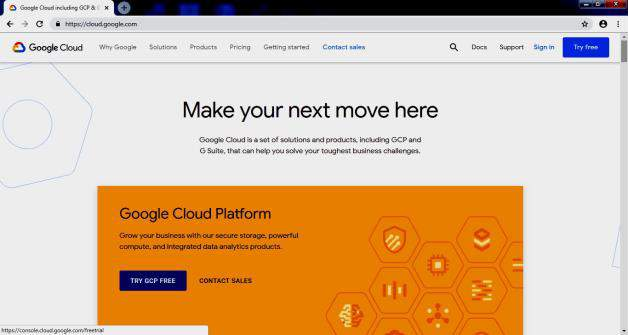 Google Cloud including GCP & G
https://cloud.google.com
Google Cloud Why Google Solutions Products Pricing Getting started Contact sales Docs Support Sign in Try free
Make your next move here
Google Cloud is a set of solutions and products, including GCP and
G Suite, that can help you solve your toughest business challenges.
Google Cloud Platform
Grow your business with our secure storage, powerful
compute, and integrated data analytics products.
TRY GCP FREE CONTACT SALES
https://console.cloud.google.com/freetrial